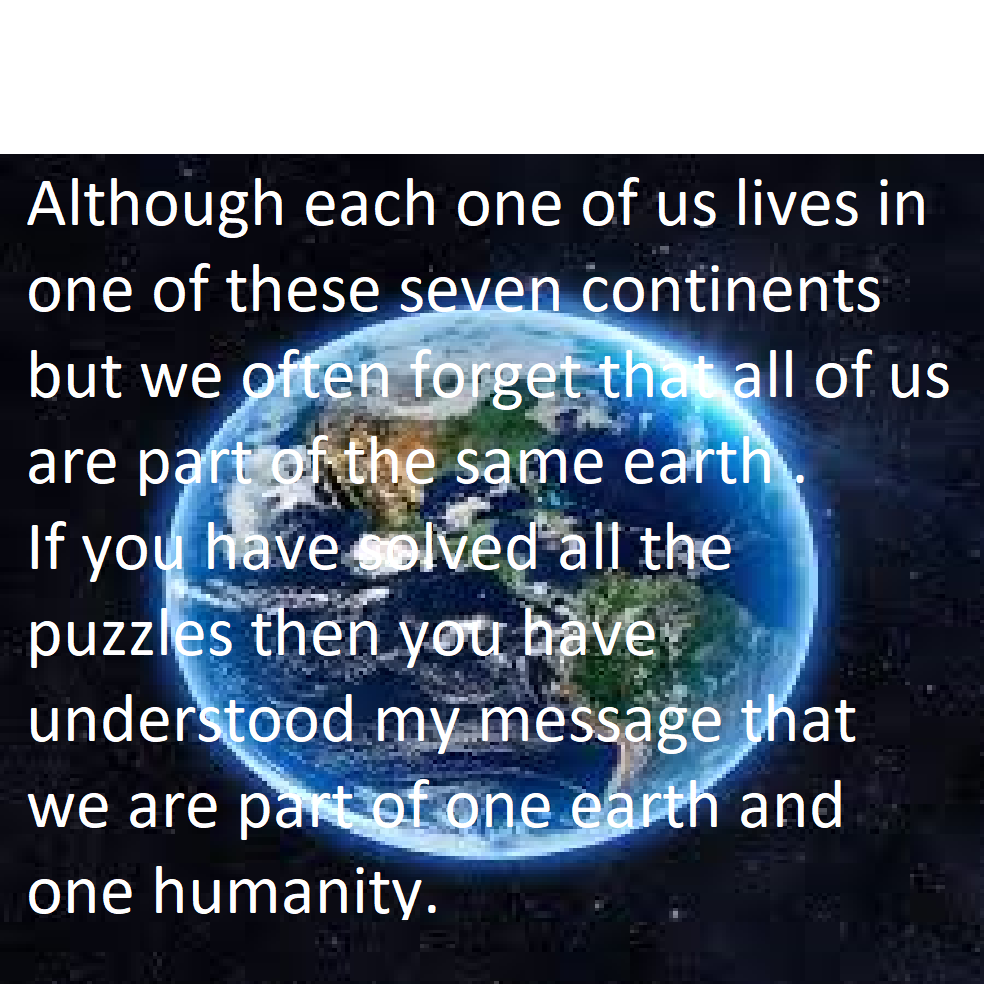 Although each one of us lives in
one of these seven continents
but we often forget that all of us
are part of the same earth .
If you have solved all the
puzzles then you have
understood my message that
we are part of one earth and
one humanity.